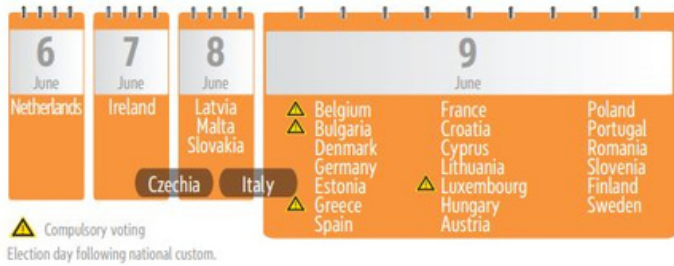 6
June
Netherlands
7
June
Ireland
8
June
Latvia
Malta
Slovakia
Czechia
Italy
9
June
Belgium
Bulgaria
Denmark
Germany
Estonia
Greece
Spain
France
Croatia
Cyprus
Lithuania
Luxembourg
Hungary
Austria
Poland
Portugal
Romania
Slovenia
Finland
Sweden
Compulsory voting
Election day following national custom.